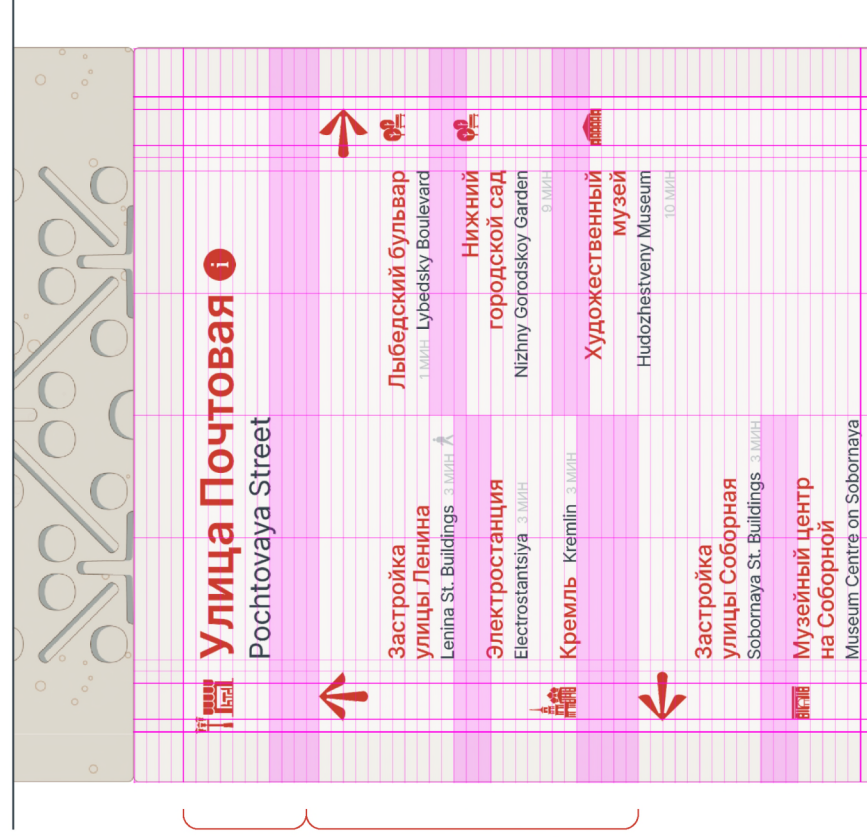 Улица Почтовая i
Pochtovaya Street
Застройка
улицы Ленина
Lenina St. Buildings 3 МИН
Электростанция
Electrostantsiya 3 МИН
Кремль Kremlin 3 МИН
Застройка
улицы Соборная
Sobornaya St. Buildings 3 МИН
Музейный центр
на Соборной
Museum Centre on Sobornaya
Лыбедский бульвар
1 МИН Lybedsky Boulevard
Нижний
городской сад
Nizhny Gorodskoy Garden
9 МИН
Художественный
музей
Hudozhestveny Museum
10 МИН